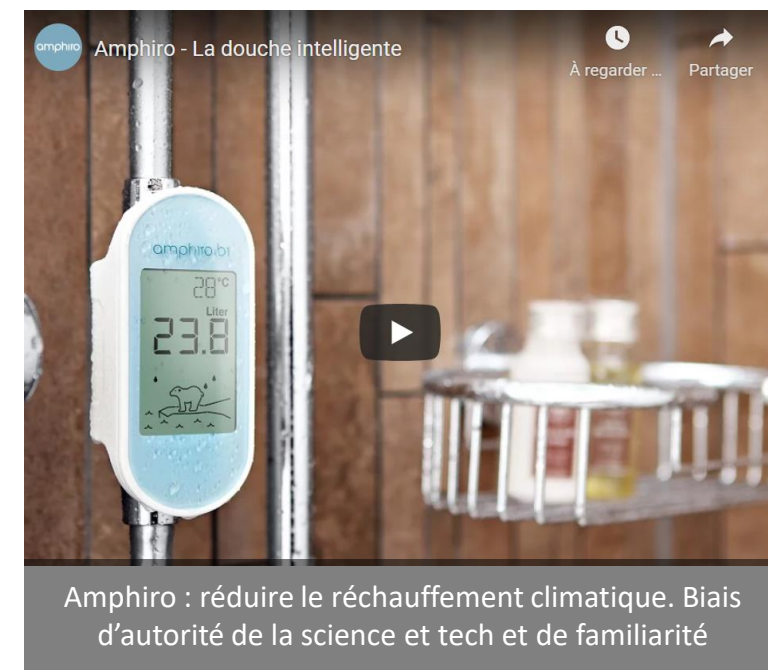 amphiro
Amphiro - La douche intelligente
À regarder ...
Partager
amphiro b1
28°C
Liter
23.8
Amphiro : réduire le réchauffement climatique. Biais
d’autorité de la science et tech et de familiarité